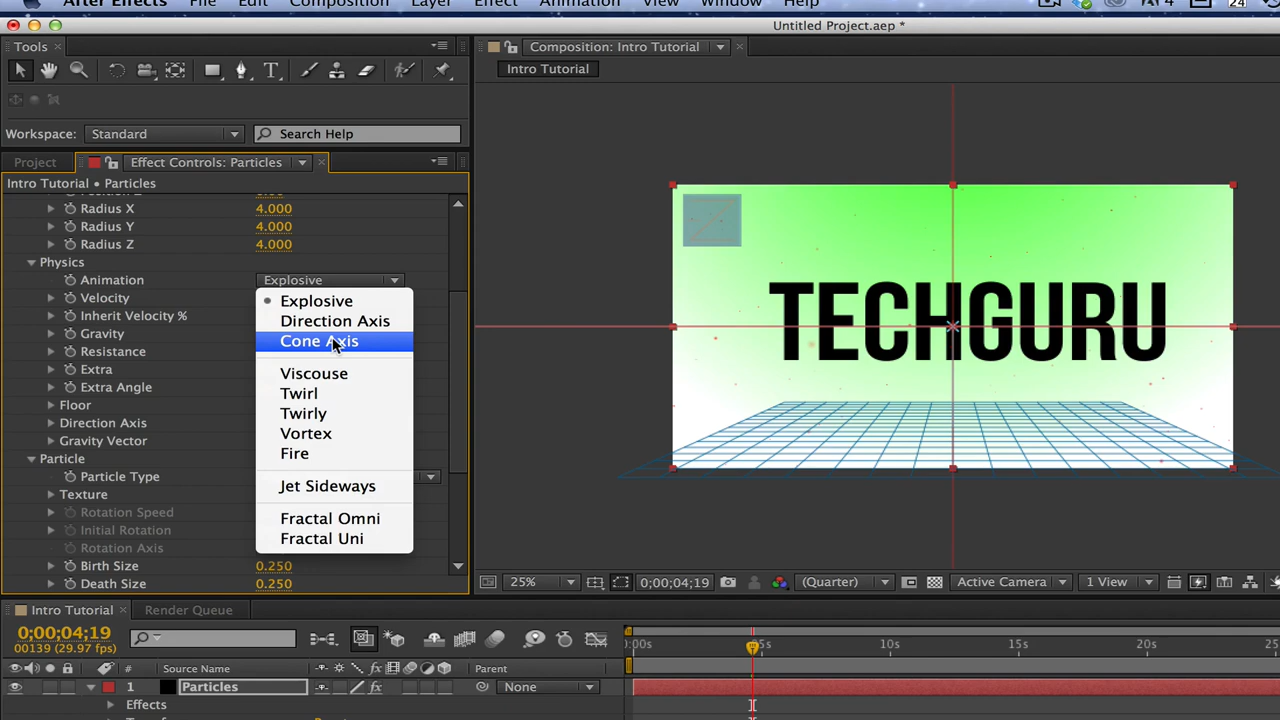 After Effects File Edit Composition Layer Effect Animation View Window Help 4 24
Untitled Project.aep *
Tools
Composition: Intro Tutorial
Intro Tutorial
Workspace: Standard Search Help
Project Effect Controls: Particles
Intro Tutorial • Particles
Radius X 4.000
Radius Y 4.000
Radius Z 4.000
Physics
Animation Explosive
Velocity
Inherit Velocity %
Gravity
Resistance
Extra
Extra Angle
Floor
Direction Axis
Gravity Vector
Particle
Particle Type
Texture
Rotation Speed
Initial Rotation
Rotation Axis
Birth Size 0.250
Death Size 0.250
Explosive
Direction Axis
Cone Axis
Viscouse
Twirl
Twirly
Vortex
Fire
Jet Sideways
Fractal Omni
Fractal Uni
TECHGURU
25% 0;00;04;19 (Quarter) Active Camera 1 View
Intro Tutorial Render Queue
0;00;04;19
00139 (29.97 fps)
:00s 5s 10s 15s 20s 25
# Source Name Parent
1 Particles None
Effects